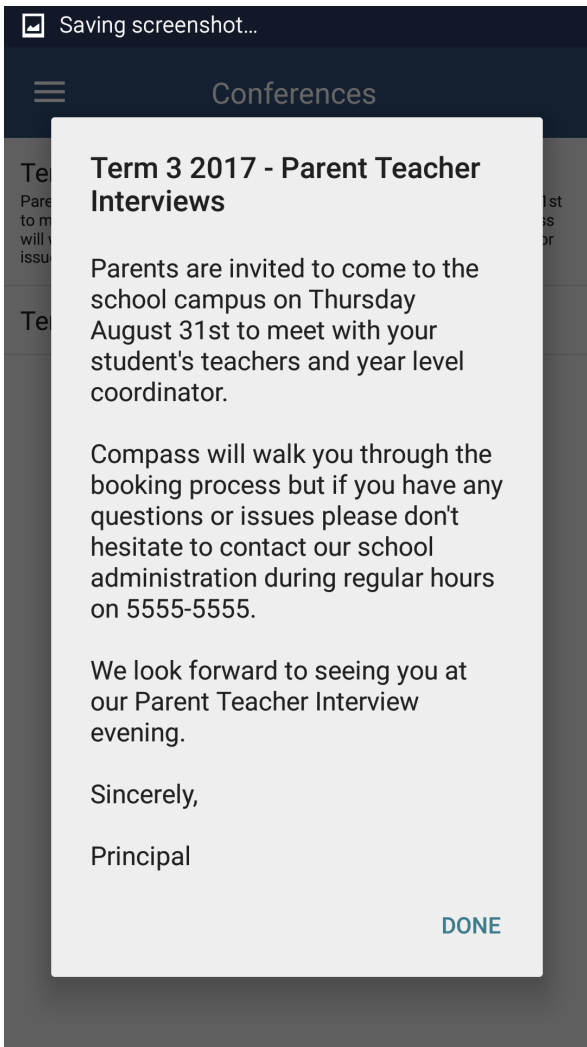 Saving screenshot...
Conferences
Term 3 2017 - Parent Teacher
Interviews
Parents are invited to come to the
school campus on Thursday
August 31st to meet with your
student's teachers and year level
coordinator.
Compass will walk you through the
booking process but if you have any
questions or issues please don't
hesitate to contact our school
administration during regular hours
on 5555-5555.
We look forward to seeing you at
our Parent Teacher Interview
evening.
Sincerely,
Principal
DONE